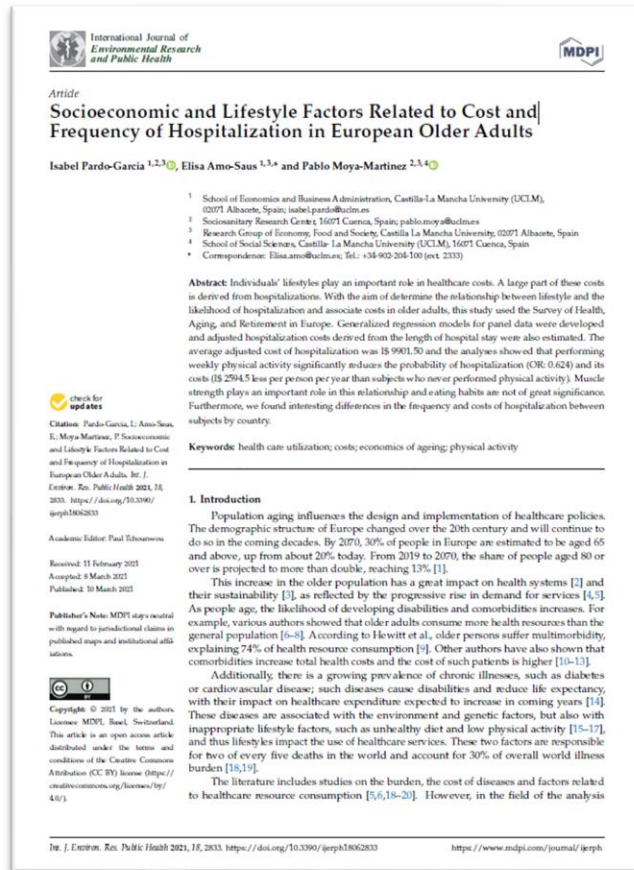 International Journal of
Environmental Research
and Public Health
MDPI
Article
Socioeconomic and Lifestyle Factors Related to Cost and
Frequency of Hospitalization in European Older Adults
Isabel Pardo-Garcia 1,2,3, Elisa Amo-Saus 1,3,* and Pablo Moya-Martinez 2,3,4
1 School of Economics and Business Administration, Castilla-La Mancha University (UCLM),
02071 Albacete, Spain; isabel.pardo@uclm.es
2 Sociosanitary Research Center, 16071 Cuenca, Spain; pablo.moya@uclm.es
3 Research Group of Economy, Food and Society, Castilla La Mancha University, 02071 Albacete, Spain
4 School of Social Sciences, Castilla- La Mancha University (UCLM), 16071 Cuenca, Spain
* Correspondence: Elisa.amo@uclm.es; Tel.: +34-902-204-100 (ext. 2333)
Abstract: Individuals' lifestyles play an important role in healthcare costs. A large part of these costs
is derived from hospitalizations. With the aim of determine the relationship between lifestyle and the
likelihood of hospitalization and associate costs in older adults, this study used the Survey of Health,
Aging, and Retirement in Europe. Generalized regression models for panel data were developed
and adjusted hospitalization costs derived from the length of hospital stay were also estimated. The
average adjusted cost of hospitalization was I$ 9901.50 and the analyses showed that performing
weekly physical activity significantly reduces the probability of hospitalization (OR: 0.624) and its
costs (I$ 2594.5 less per person per year than subjects who never performed physical activity). Muscle
strength plays an important role in this relationship and eating habits are not of great significance.
Furthermore, we found interesting differences in the frequency and costs of hospitalization between
subjects by country.
Keywords: health care utilization; costs; economics of ageing; physical activity
check for
updates
Citation: Pardo-Garcia, I.; Amo-Saus,
E.; Moya-Martinez, P. Socioeconomic
and Lifestyle Factors Related to Cost
and Frequency of Hospitalization in
European Older Adults. Int. J.
Environ. Res. Public Health 2021, 18,
2833. https://doi.org/10.3390/
ijerph18062833
Academic Editor: Paul Tchounwou
Received: 11 February 2021
Accepted: 8 March 2021
Published: 10 March 2021
Publisher's Note: MDPI stays neutral
with regard to jurisdictional claims in
published maps and institutional affil-
iations.
cc BY
Copyright: © 2021 by the authors.
Licensee MDPI, Basel, Switzerland.
This article is an open access article
distributed under the terms and
conditions of the Creative Commons
Attribution (CC BY) license (https://
creativecommons.org/licenses/by/
4.0/).
1. Introduction
Population aging influences the design and implementation of healthcare policies.
The demographic structure of Europe changed over the 20th century and will continue to
do so in the coming decades. By 2070, 30% of people in Europe are estimated to be aged 65
and above, up from about 20% today. From 2019 to 2070, the share of people aged 80 or
over is projected to more than double, reaching 13% [1].
This increase in the older population has a great impact on health systems [2] and
their sustainability [3], as reflected by the progressive rise in demand for services [4,5].
As people age, the likelihood of developing disabilities and comorbidities increases. For
example, various authors showed that older adults consume more health resources than the
general population [6–8]. According to Hewitt et al., older persons suffer multimorbidity,
explaining 74% of health resource consumption [9]. Other authors have also shown that
comorbidities increase total health costs and the cost of such patients is higher [10–13].
Additionally, there is a growing prevalence of chronic illnesses, such as diabetes
or cardiovascular disease; such diseases cause disabilities and reduce life expectancy,
with their impact on healthcare expenditure expected to increase in coming years [14].
These diseases are associated with the environment and genetic factors, but also with
inappropriate lifestyle factors, such as unhealthy diet and low physical activity [15–17],
and thus lifestyles impact the use of healthcare services. These two factors are responsible
for two of every five deaths in the world and account for 30% of overall world illness
burden [18,19].
The literature includes studies on the burden, the cost of diseases and factors related
to healthcare resource consumption [5,6,18–20]. However, in the field of the analysis
Int. J. Environ. Res. Public Health 2021, 18, 2833. https://doi.org/10.3390/ijerph18062833
https://www.mdpi.com/journal/ijerph